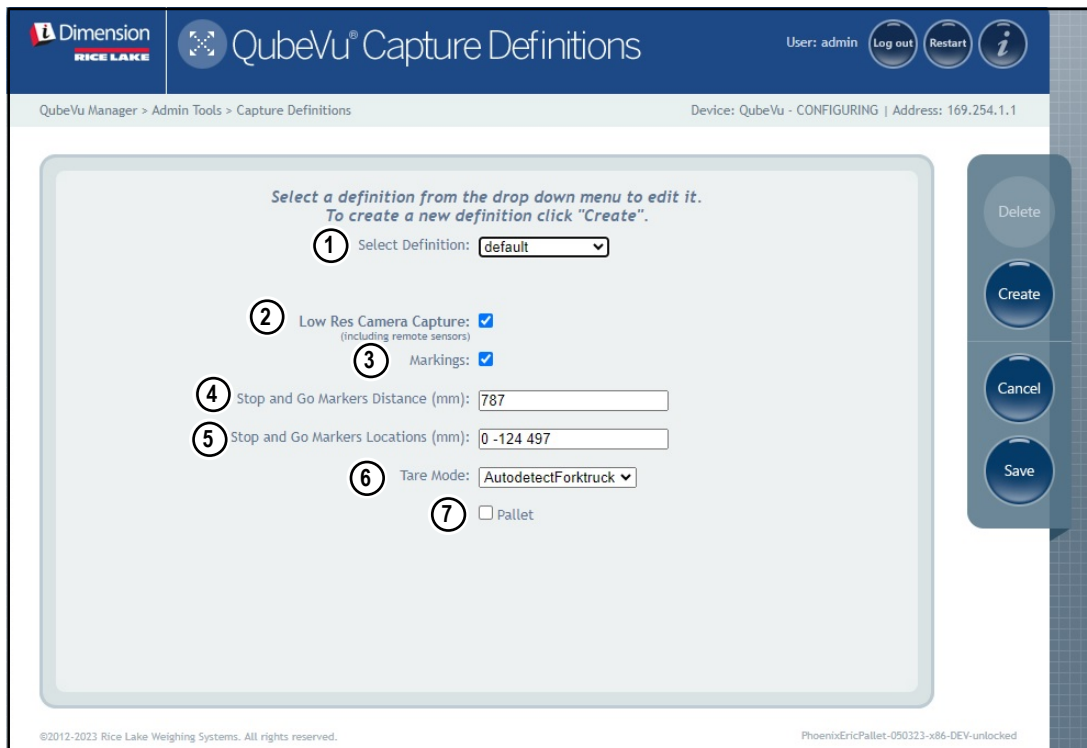 iDimension
RICE LAKE
QubeVu® Capture Definitions
User: admin
Log out
Restart
i
QubeVu Manager > Admin Tools > Capture Definitions
Device: QubeVu - CONFIGURING | Address: 169.254.1.1
Select a definition from the drop down menu to edit it.
To create a new definition click "Create".
1 Select Definition: default
2 Low Res Camera Capture:
(including remote sensors)
3 Markings:
4 Stop and Go Markers Distance (mm): 787
5 Stop and Go Markers Locations (mm): 0 -124 497
6 Tare Mode: AutodetectForktruck
7 Pallet
Delete
Create
Cancel
Save
©2012-2023 Rice Lake Weighing Systems. All rights reserved.
PhoenixEricPallet-050323-x86-DEV-unlocked